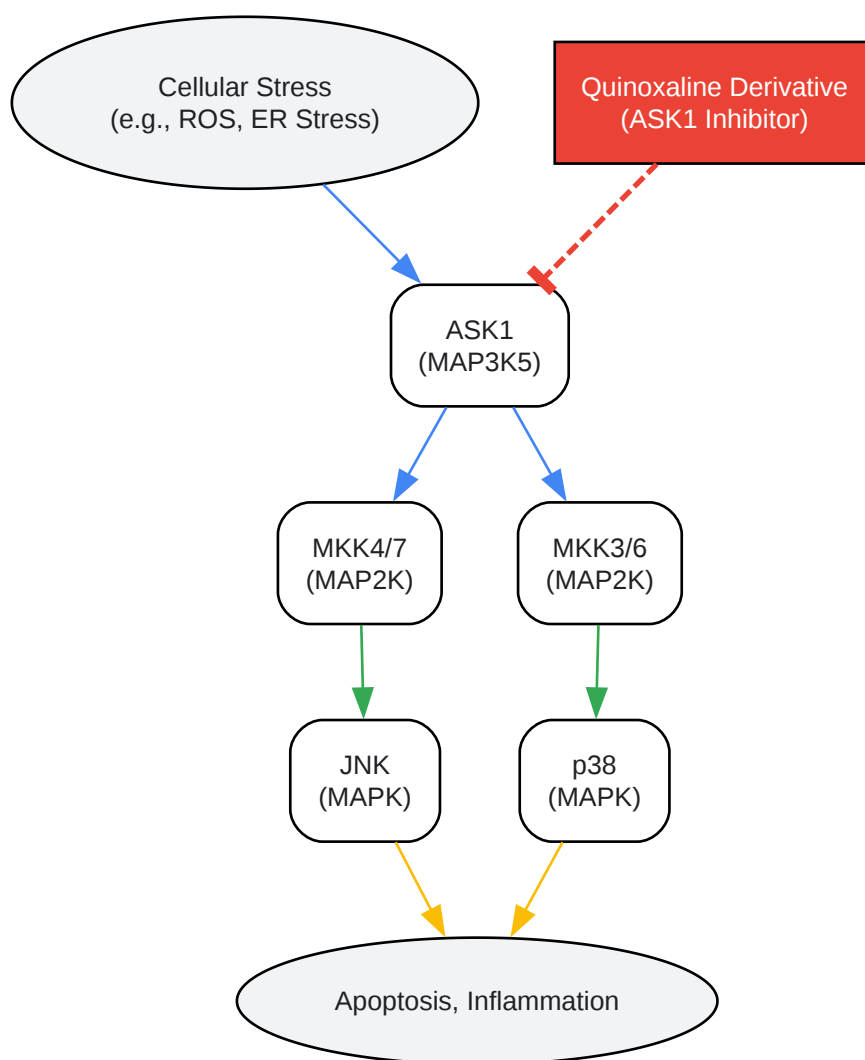 Cellular Stress
(e.g., ROS, ER Stress)
Quinoxaline Derivative
(ASK1 Inhibitor)
ASK1
(MAP3K5)
MKK4/7
(MAP2K)
MKK3/6
(MAP2K)
JNK
(MAPK)
p38
(MAPK)
Apoptosis, Inflammation